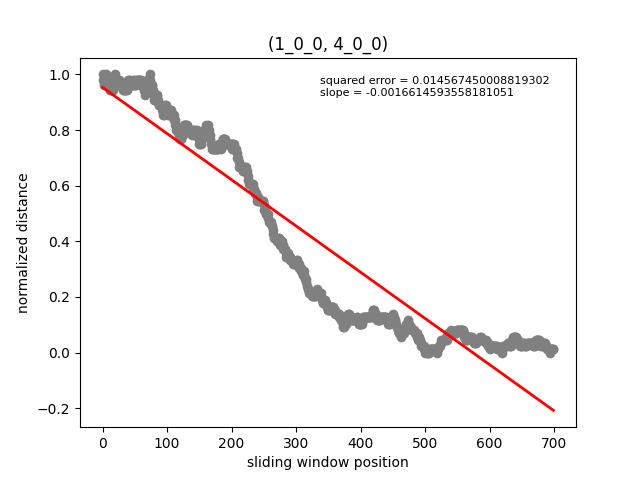 (1_0_0, 4_0_0)
squared error = 0.014567450008819302
slope = -0.0016614593558181051
1.0
0.8
0.6
0.4
0.2
0.0
−0.2
normalized distance
0 100 200 300 400 500 600 700
sliding window position